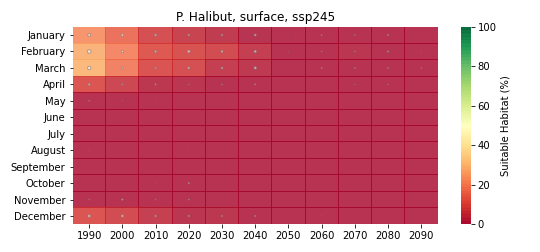 P. Halibut, surface, ssp245
January
February
March
April
May
June
July
August
September
October
November
December
1990 2000 2010 2020 2030 2040 2050 2060 2070 2080 2090
100
80
60
40
20
0
Suitable Habitat (%)